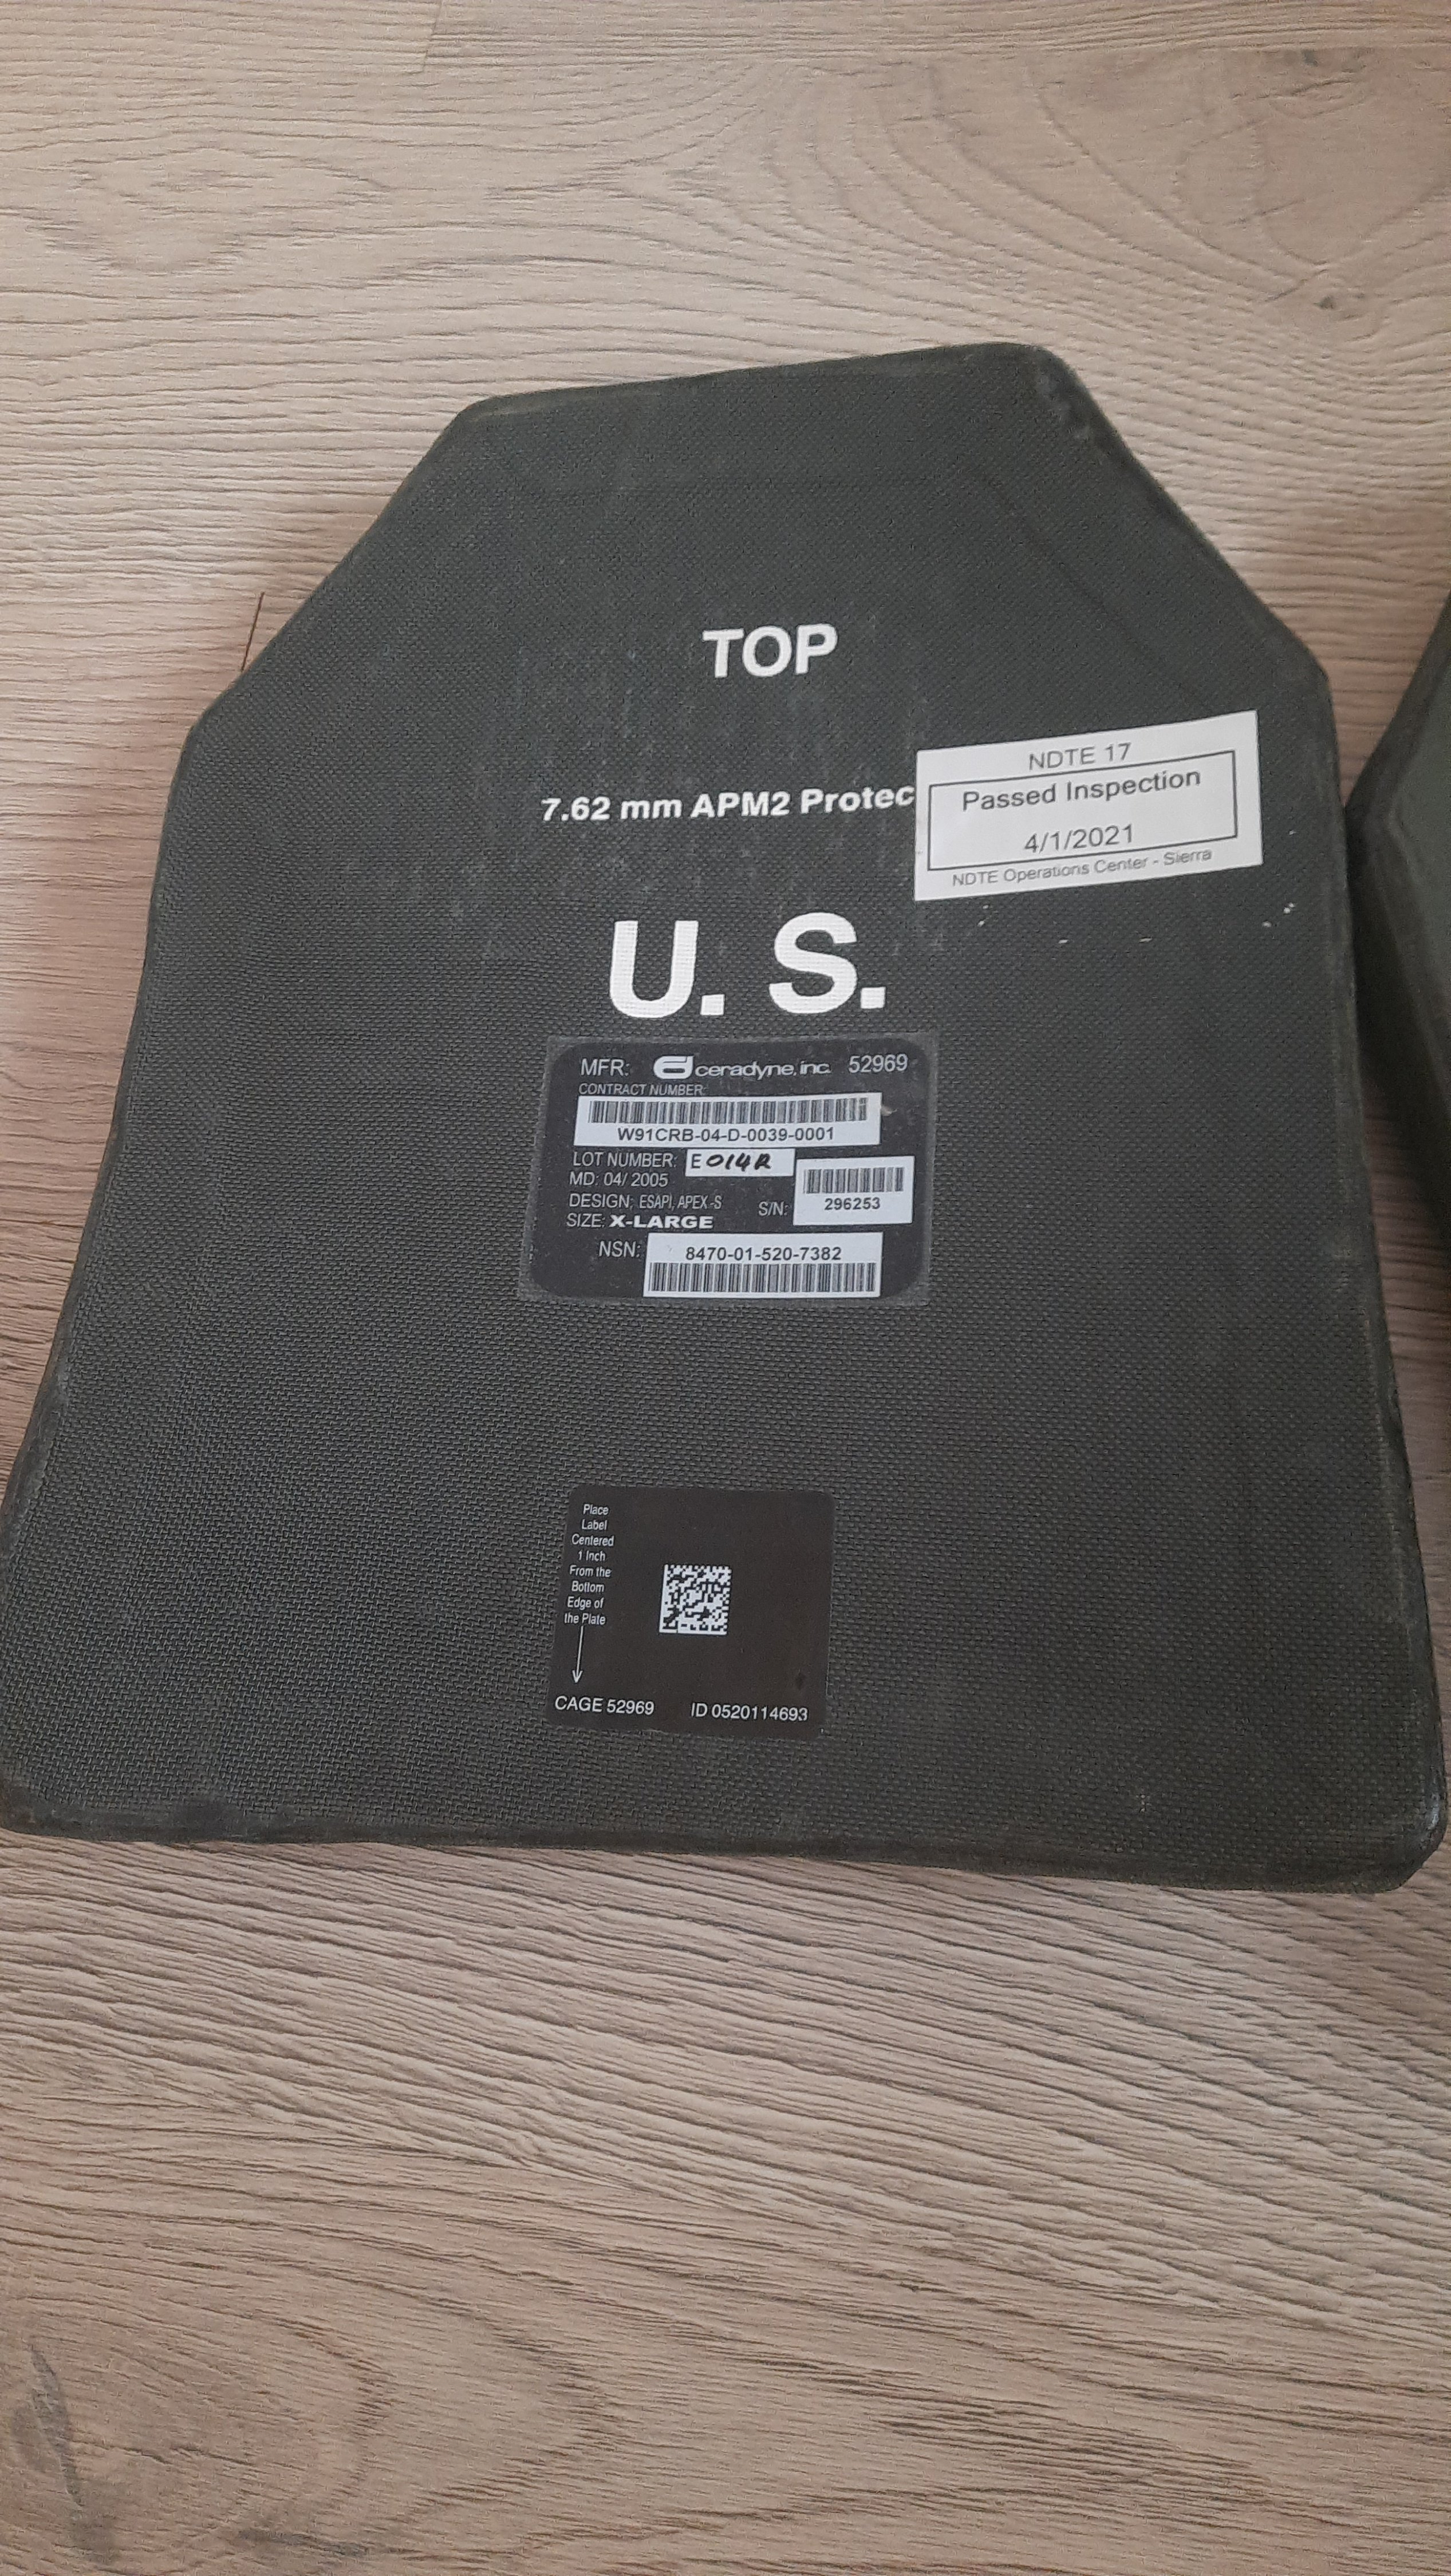 TOP
7.62 mm APM2 Protec
NDTE 17
Passed Inspection
4/1/2021
NDTE Operations Center - Sierra
U. S.
MFR: ceradyne, inc. 52969
CONTRACT NUMBER:
W91CRB-04-D-0039-0001
LOT NUMBER: E014R
MD: 04/ 2005
DESIGN; ESAPI, APEX -S
S/N: 296253
SIZE: X-LARGE
NSN: 8470-01-520-7382
Place
Label
Centered
1 Inch
From the
Bottom
Edge of
the Plate
CAGE 52969 ID 0520114693